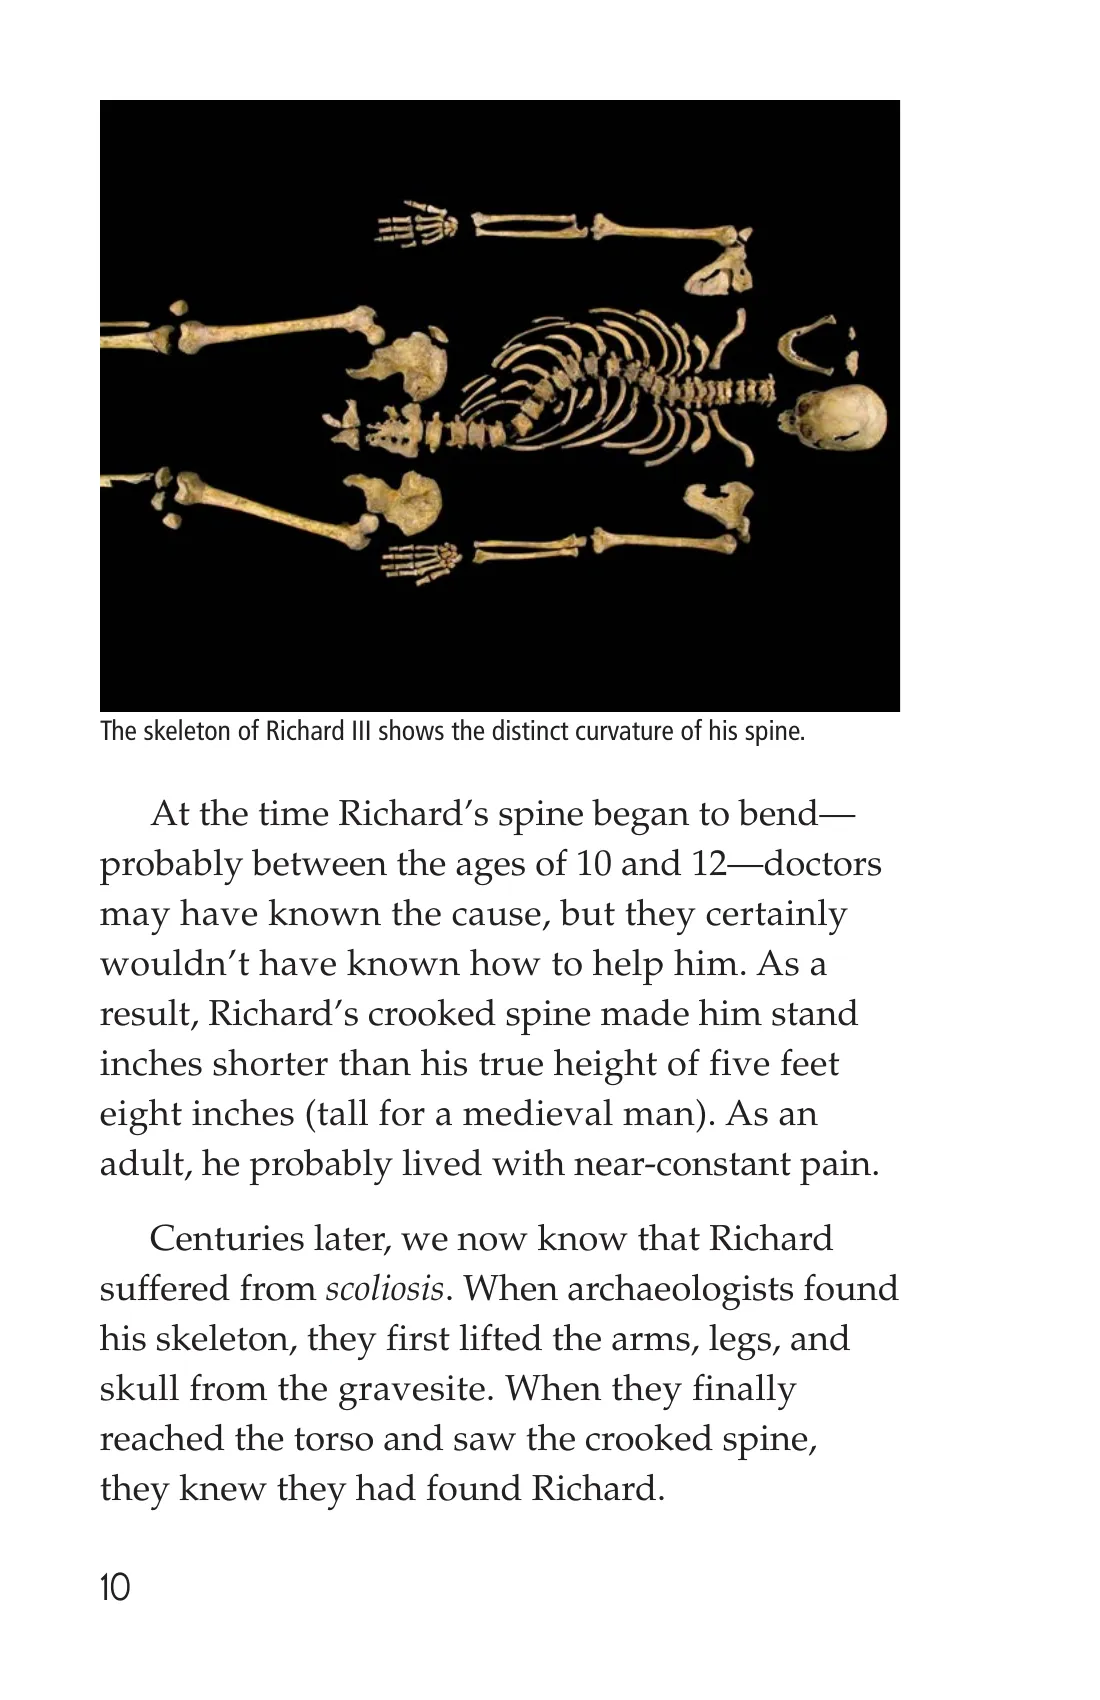 The skeleton of Richard III shows the distinct curvature of his spine.
At the time Richard’s spine began to bend—
probably between the ages of 10 and 12—doctors
may have known the cause, but they certainly
wouldn’t have known how to help him. As a
result, Richard’s crooked spine made him stand
inches shorter than his true height of five feet
eight inches (tall for a medieval man). As an
adult, he probably lived with near-constant pain.
Centuries later, we now know that Richard
suffered from scoliosis. When archaeologists found
his skeleton, they first lifted the arms, legs, and
skull from the gravesite. When they finally
reached the torso and saw the crooked spine,
they knew they had found Richard.
10